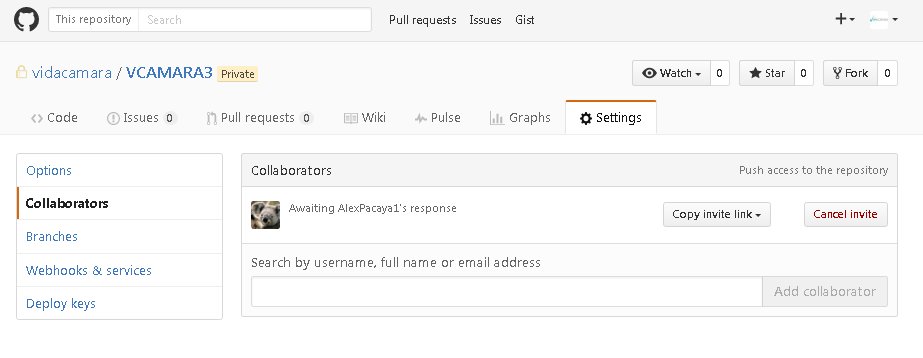 This repository Search Pull requests Issues Gist
vidacamara / VCAMARA3 Private Watch 0 Star 0 Fork 0
Code Issues 0 Pull requests 0 Wiki Pulse Graphs Settings
Options
Collaborators
Branches
Webhooks & services
Deploy keys
Collaborators Push access to the repository
Awaiting AlexPacaya1's response Copy invite link Cancel invite
Search by username, full name or email address
Add collaborator